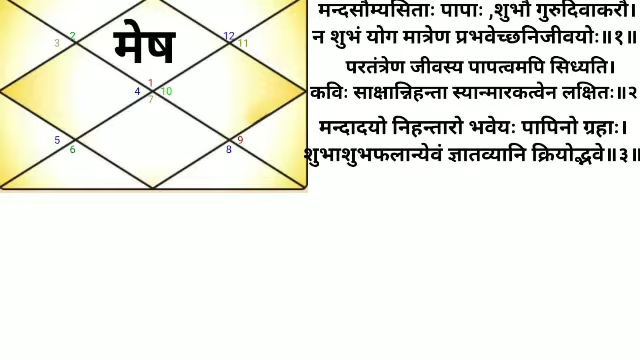 मन्दसौम्यसिताः पापाः ,शुभौ गुरुदिवाकरौ।
न शुभं योग मात्रेण प्रभवेच्छनिजीवयोः॥१॥
परतंत्रेण जीवस्य पापत्वमपि सिध्यति।
कविः साक्षान्निहन्ता स्यान्मारकत्वेन लक्षितः॥२
मन्दादयो निहन्तारो भवेयः पापिनो ग्रहाः।
शुभाशुभफलान्येवं ज्ञातव्यानि क्रियोद्भवे॥३॥
मेष
2 12
3 11
1
4 10
7
5 9
6 8